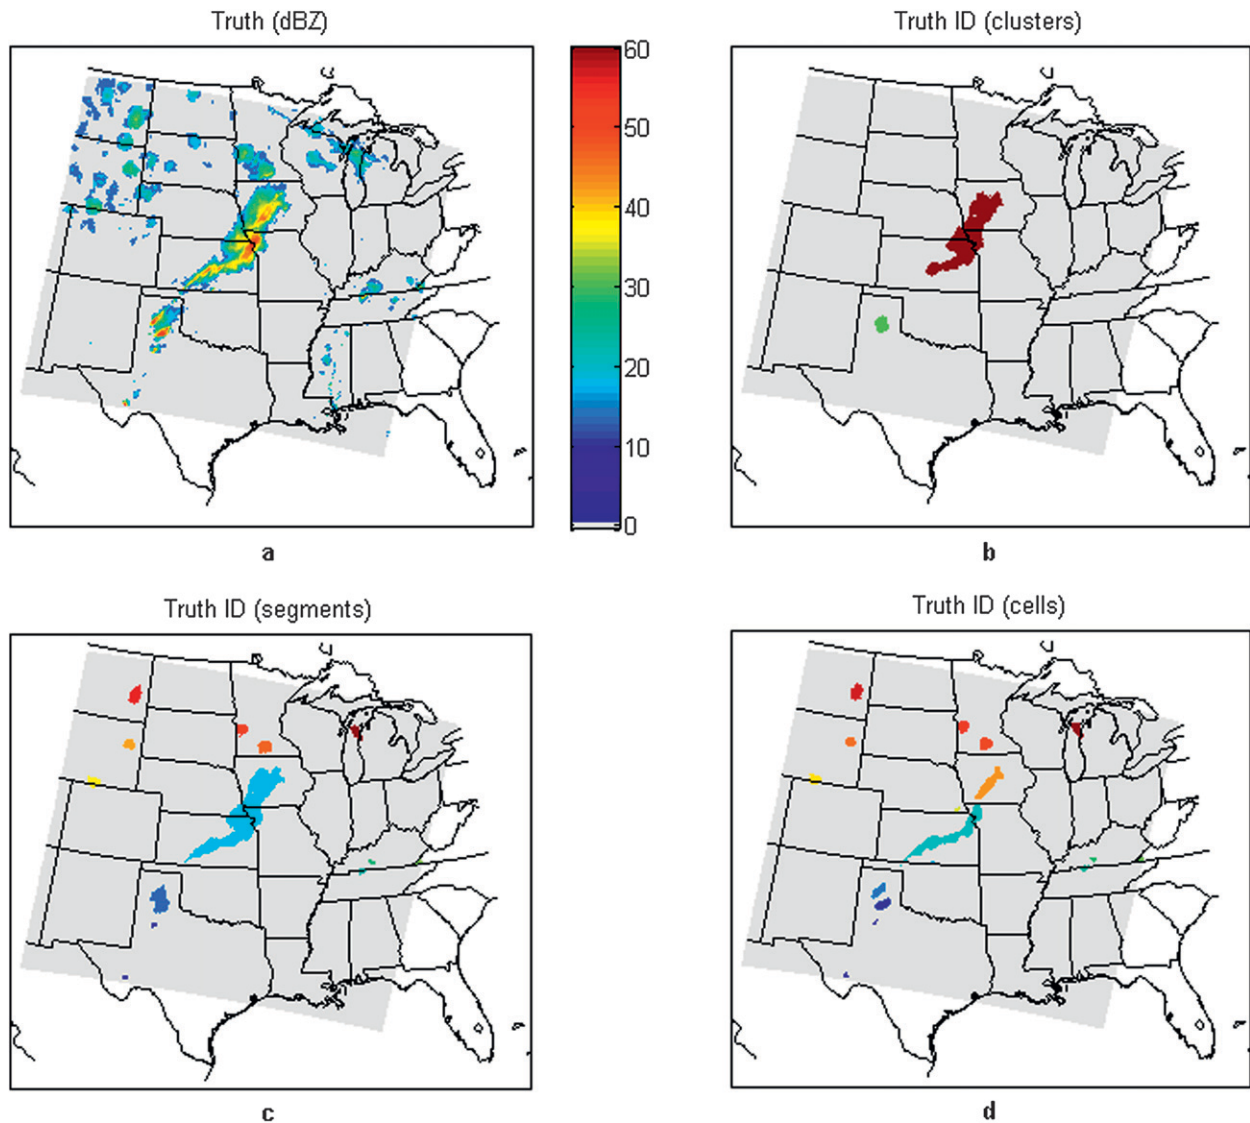 Truth (dBZ)
60
50
40
30
20
10
0
a
Truth ID (clusters)
b
Truth ID (segments)
c
Truth ID (cells)
d